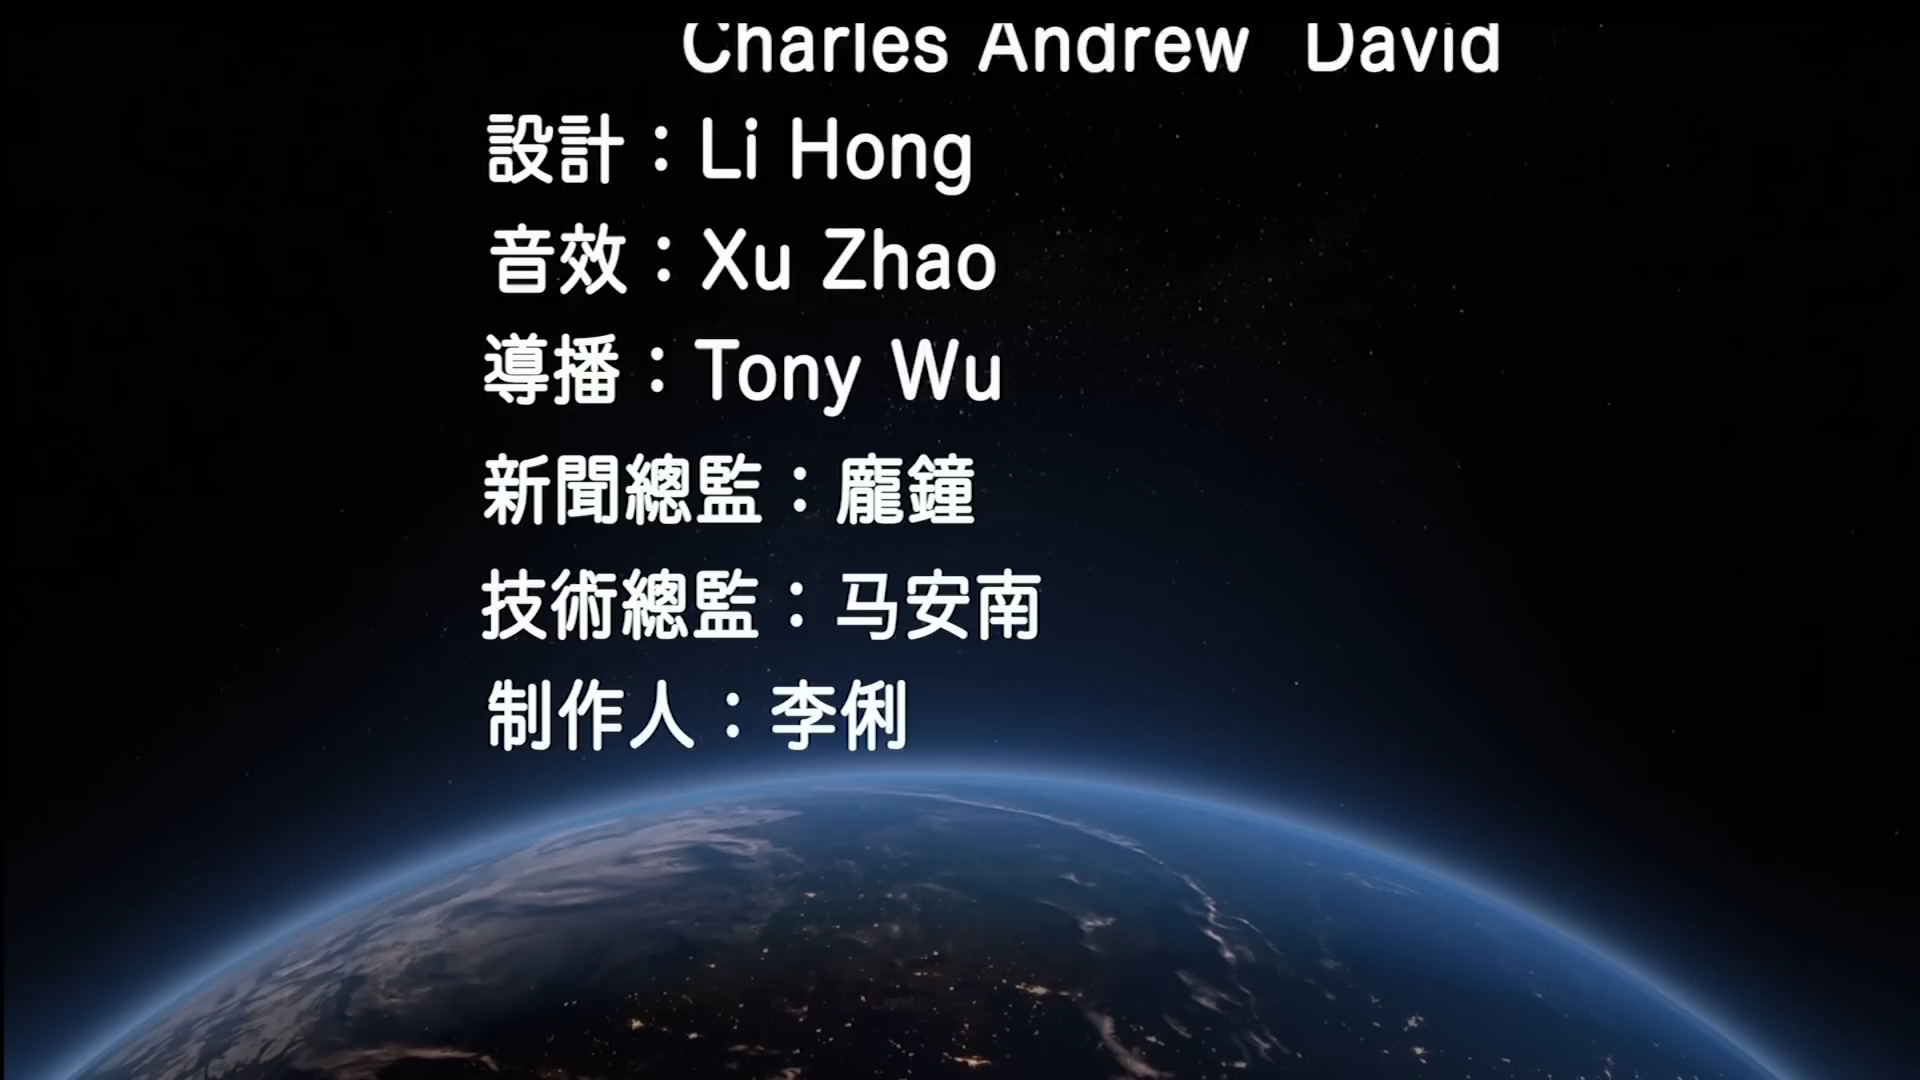 Charles Andrew  David
設計：Li Hong
音效：Xu Zhao
導播：Tony Wu
新聞總監：龐鐘
技術總監：马安南
制作人：李俐